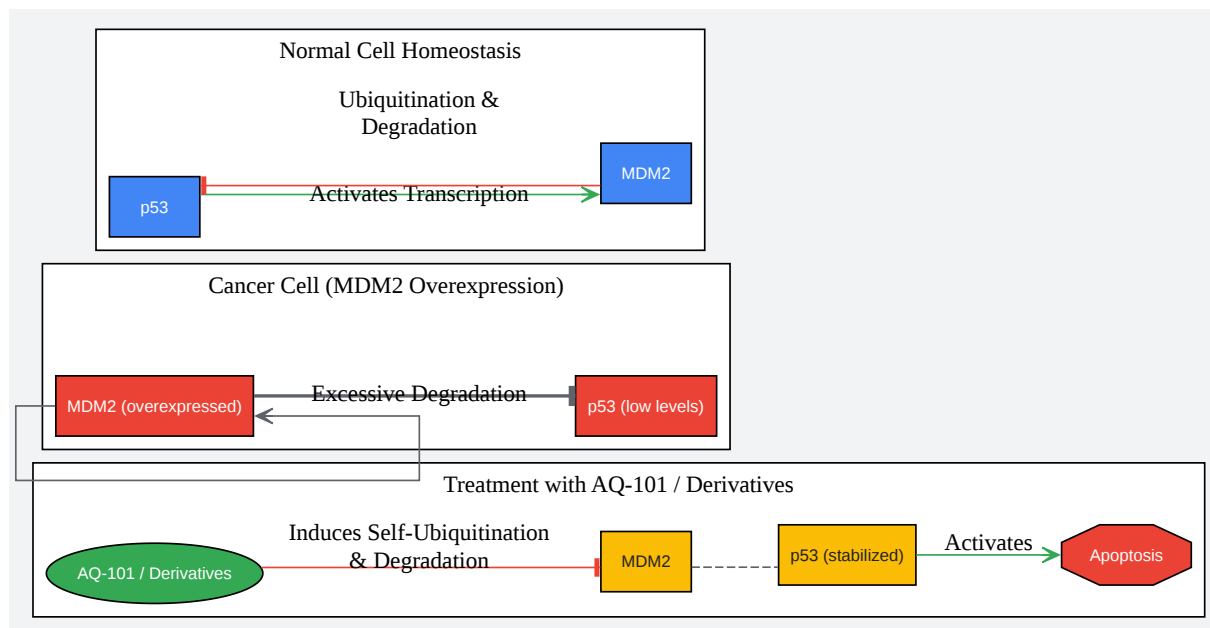 Normal Cell Homeostasis
Ubiquitination &
Degradation
MDM2
Activates Transcription
p53
Cancer Cell (MDM2 Overexpression)
Excessive Degradation
MDM2 (overexpressed)
p53 (low levels)
Treatment with AQ-101 / Derivatives
Induces Self-Ubiquitination
& Degradation
AQ-101 / Derivatives
MDM2
p53 (stabilized)
Activates
Apoptosis